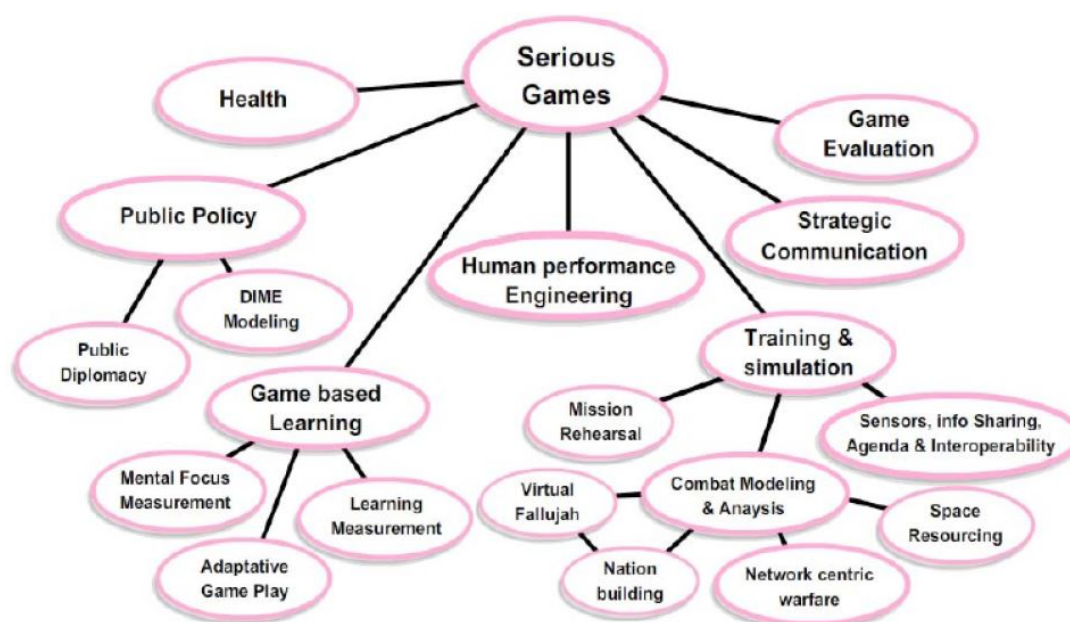 Serious
Games
Health
Game
Evaluation
Public Policy
Strategic
Communication
Human performance
Engineering
DIME
Modeling
Public
Diplomacy
Training &
simulation
Game based
Learning
Mission
Rehearsal
Sensors, info Sharing,
Agenda & Interoperability
Mental Focus
Measurement
Learning
Measurement
Virtual
Fallujah
Combat Modeling
& Anaysis
Space
Resourcing
Adaptative
Game Play
Nation
building
Network centric
warfare